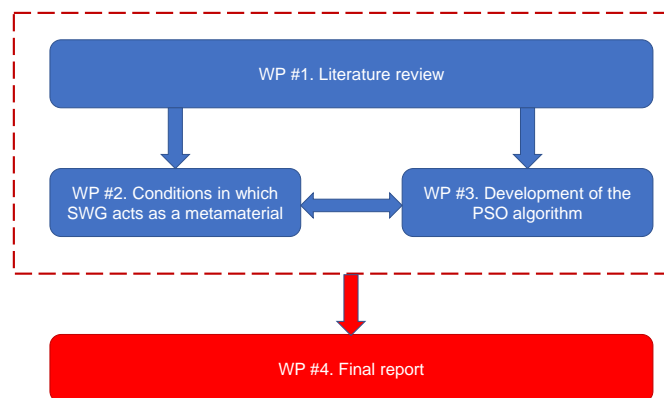 WP #1. Literature review
WP #2. Conditions in which
SWG acts as a metamaterial
WP #3. Development of the
PSO algorithm
WP #4. Final report